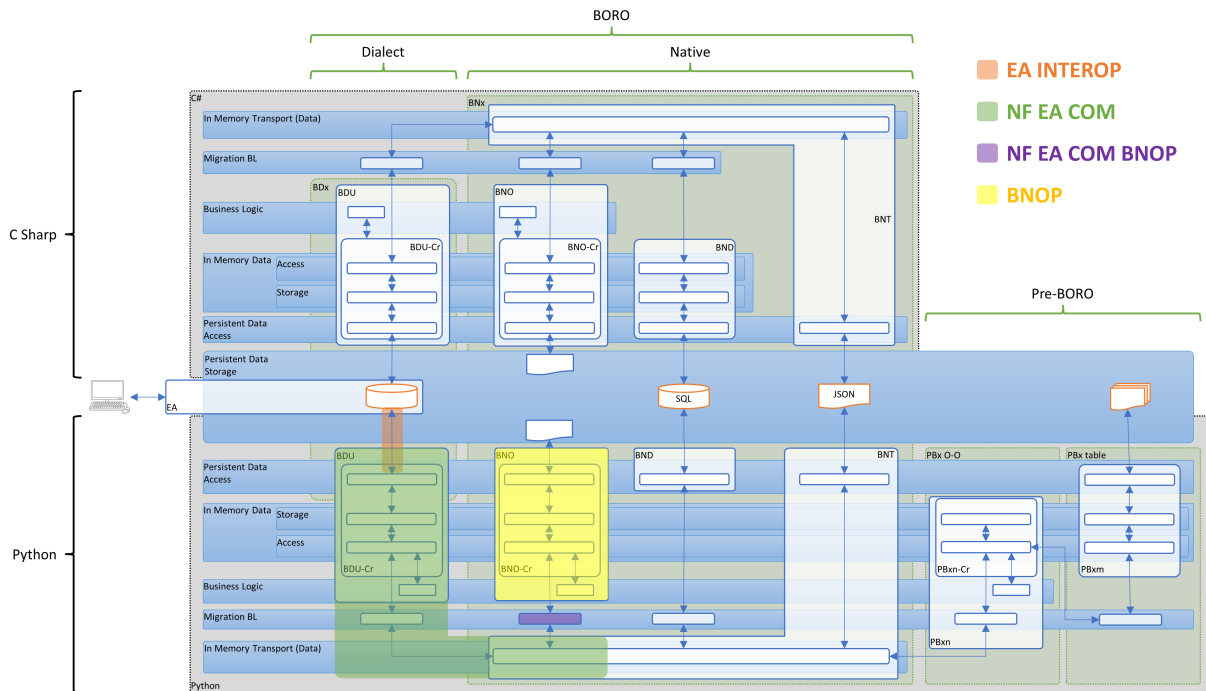 BORO
Dialect
Native
EA INTEROP
NF EA COM
NF EA COM BNOP
BNOP
C#
BNx
In Memory Transport (Data)
Migration BL
BDx
BDU
BNO
Business Logic
BNT
C Sharp
BDU-Cr
BNO-Cr
BND
In Memory Data
Access
Storage
Pre-BORO
Persistent Data
Access
Persistent Data
Storage
EA
SQL
JSON
BDU
BNO
BND
BNT
PBx O-O
PBx table
Persistent Data
Access
In Memory Data
Storage
Access
Python
BDU-Cr
BNO-Cr
PBxn-Cr
PBxm
Business Logic
Migration BL
PBxn
In Memory Transport (Data)
Python